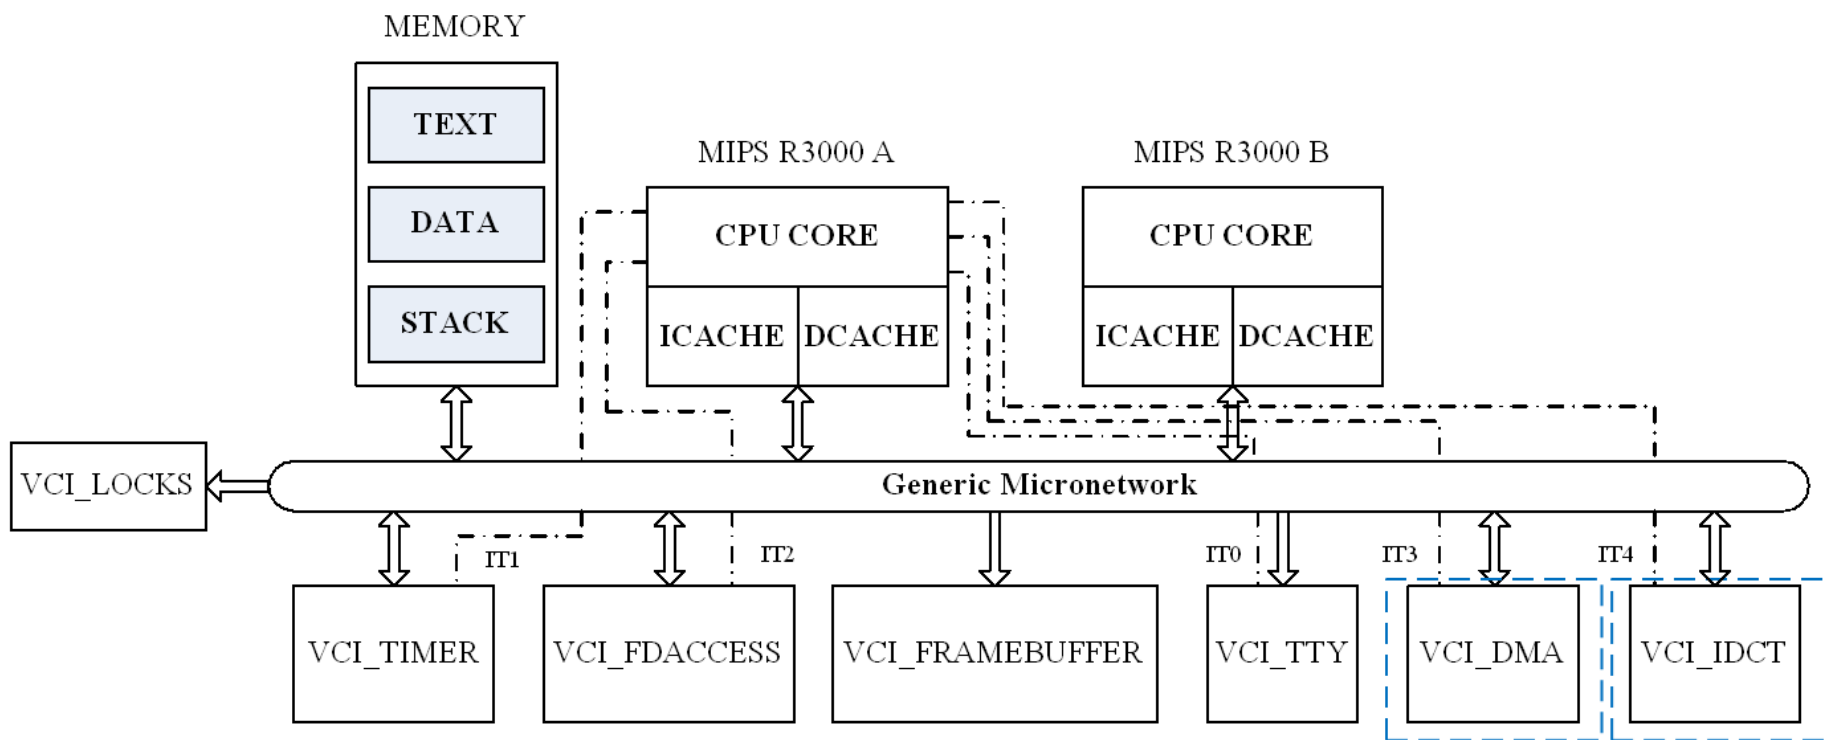 MEMORY
TEXT
DATA
STACK
MIPS R3000 A
CPU CORE
ICACHE
DCACHE
MIPS R3000 B
CPU CORE
ICACHE
DCACHE
VCI_LOCKS
Generic Micronetwork
IT1
IT2
IT0
IT3
IT4
VCI_TIMER
VCI_FDACCESS
VCI_FRAMEBUFFER
VCI_TTY
VCI_DMA
VCI_IDCT